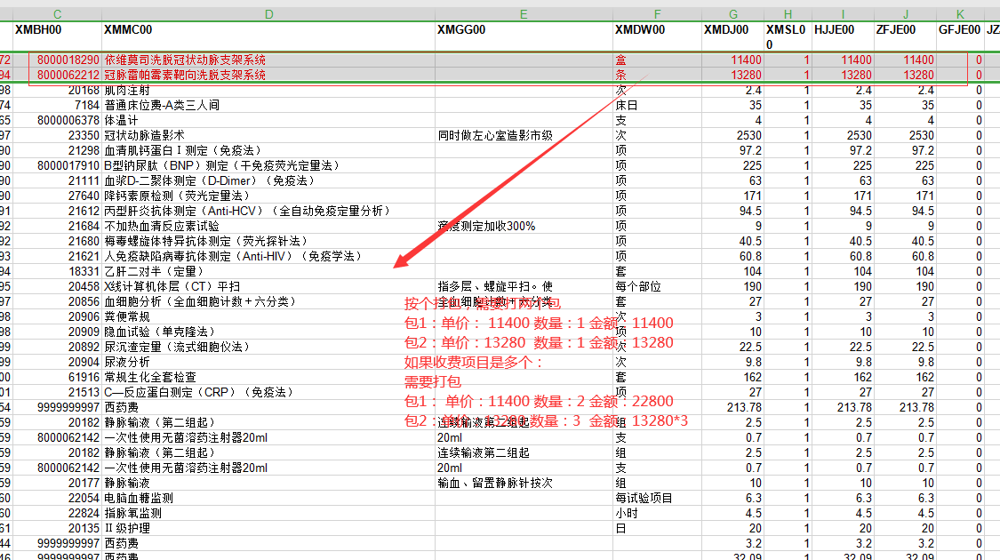 C D E F G H I J K
XMBH00 XMMC00 XMGG00 XMDW00 XMDJ00 XMSL00 HJJE00 ZFJE00 GFJE00 JZ
72 8000018290 依维莫司洗脱冠状动脉支架系统 盒 11400 1 11400 11400 0
94 8000062212 冠脉雷帕霉素靶向洗脱支架系统 条 13280 1 13280 13280 0
98 20168 肌肉注射 次 2.4 1 2.4 2.4 0
74 7184 普通床位费-A类三人间 床日 35 1 35 35 0
65 8000006378 体温计 支 4 1 4 4 0
97 23350 冠状动脉造影术 同时做左心室造影市级 次 2530 1 2530 2530 0
90 21298 血清肌钙蛋白Ⅰ测定（免疫法） 项 97.2 1 97.2 97.2 0
90 8000017910 B型钠尿肽（BNP）测定（干免疫荧光定量法） 项 225 1 225 225 0
90 21111 血浆D-二聚体测定（D-Dimer）（免疫法） 项 63 1 63 63 0
90 27640 降钙素原检测（荧光定量法） 项 171 1 171 171 0
91 21612 丙型肝炎抗体测定（Anti-HCV）（全自动免疫定量分析） 项 94.5 1 94.5 94.5 0
92 21684 不加热血清反应素试验 滴度测定加收300% 项 9 1 9 9 0
92 21680 梅毒螺旋体特异抗体测定（荧光探针法） 项 40.5 1 40.5 40.5 0
93 21621 人免疫缺陷病毒抗体测定（Anti-HIV）（免疫学法） 项 60.8 1 60.8 60.8 0
94 18331 乙肝二对半（定量） 套 104 1 104 104 0
95 20458 X线计算机体层（CT）平扫 指多层、螺旋平扫。使 每个部位 190 1 190 190 0
97 20856 血细胞分析（全血细胞计数＋六分类） 全血细胞计数＋六分类 套 27 1 27 27 0
按个打包，需要打两个包
98 20906 粪便常规 次 3 1 3 3 0
包1：单价： 11400 数量：1 金额：11400
98 20909 隐血试验（单克隆法） 项 10 1 10 10 0
包2：单价：13280 数量：1 金额：13280
99 20892 尿沉渣定量（流式细胞仪法） 次 22.5 1 22.5 22.5 0
99 20904 尿液分析 次 9.8 1 9.8 9.8 0
如果收费项目是多个：
00 61916 常规生化全套检查 套 162 1 162 162 0
需要打包
01 21513 C—反应蛋白测定（CRP）（免疫法） 项 27 1 27 27 0
包1： 单价：11400 数量：2 金额：22800
54 9999999997 西药费 213.78 1 213.78 213.78 0
59 20182 静脉输液（第二组起） 连续输液第二组起 组 2.5 1 2.5 2.5 0
包2：单价：13280 数量：3 金额：13280*3
59 8000062142 一次性使用无菌溶药注射器20ml 20ml 支 0.7 1 0.7 0.7 0
59 20182 静脉输液（第二组起） 连续输液第二组起 组 2.5 1 2.5 2.5 0
59 8000062142 一次性使用无菌溶药注射器20ml 20ml 支 0.7 1 0.7 0.7 0
59 20177 静脉输液 输血、留置静脉针按次 组 10 1 10 10 0
60 22054 电脑血糖监测 每试验项目 6.3 1 6.3 6.3 0
60 22824 指脉氧监测 小时 4.5 1 4.5 4.5 0
61 20135 Ⅱ级护理 日 20 1 20 20 0
44 9999999997 西药费 3.2 1 3.2 3.2 0
46 9999999997 西药费 32.09 1 32.09 32.09 0